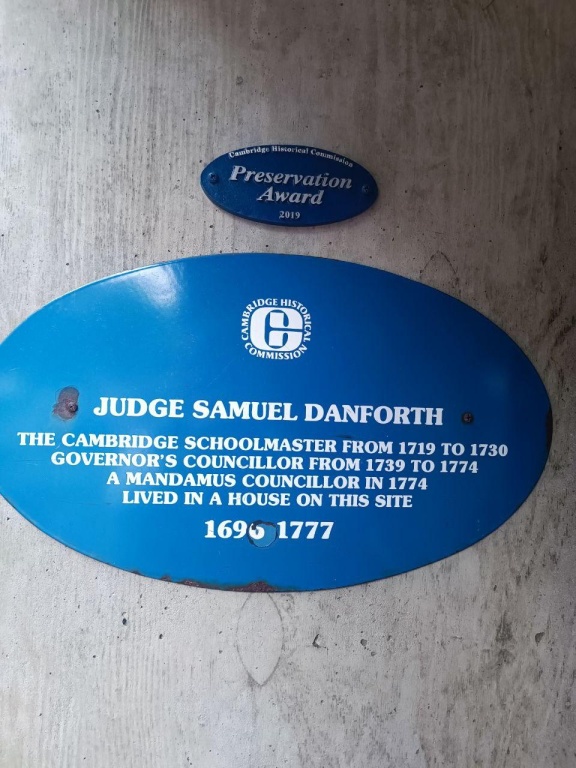 Cambridge Historical Commission
Preservation
Award
2019
CAMBRIDGE HISTORICAL COMMISSION
C
JUDGE SAMUEL DANFORTH
THE CAMBRIDGE SCHOOLMASTER FROM 1719 TO 1730
GOVERNOR'S COUNCILLOR FROM 1739 TO 1774
A MANDAMUS COUNCILLOR IN 1774
LIVED IN A HOUSE ON THIS SITE
1696 1777